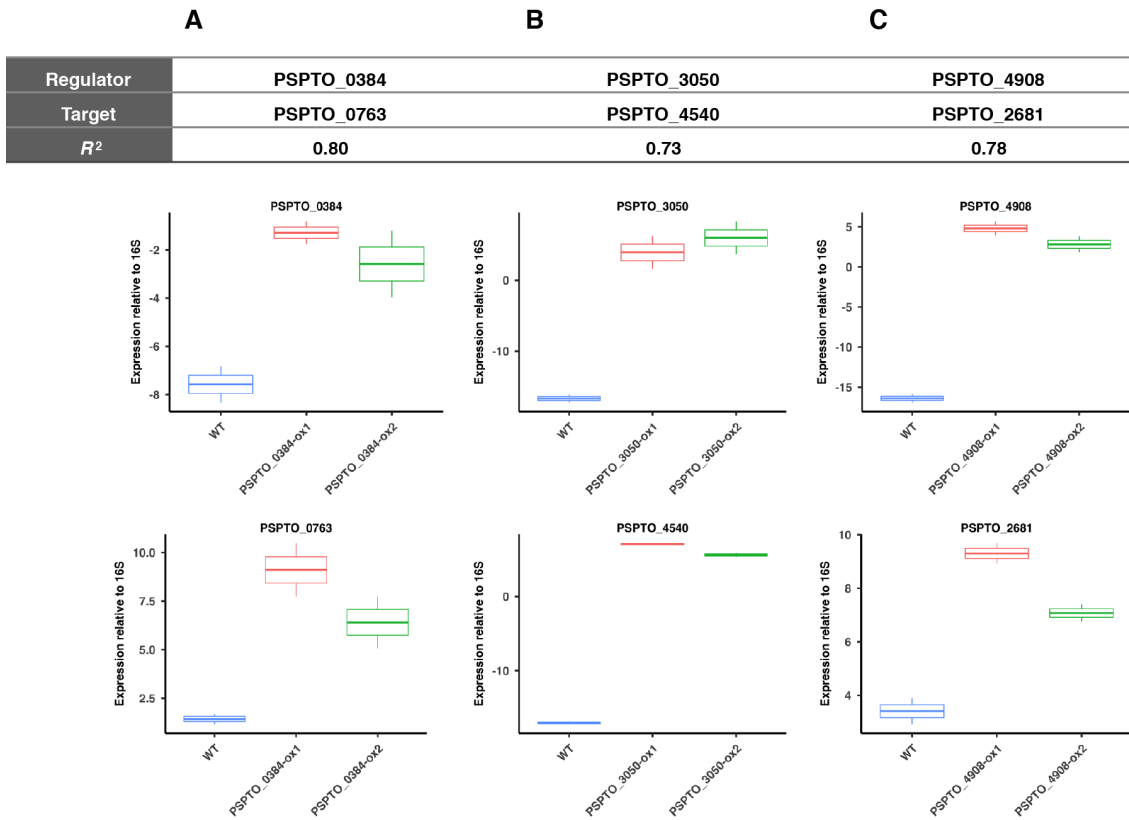 A B C
Regulator PSPTO_0384 PSPTO_3050 PSPTO_4908
Target PSPTO_0763 PSPTO_4540 PSPTO_2681
R² 0.80 0.73 0.78
PSPTO_0384
Expression relative to 16S
-2
-4
-6
-8
WT
PSPTO_0384-ox1
PSPTO_0384-ox2
PSPTO_3050
Expression relative to 16S
0
-10
WT
PSPTO_3050-ox1
PSPTO_3050-ox2
PSPTO_4908
Expression relative to 16S
5
0
-5
-10
-15
WT
PSPTO_4908-ox1
PSPTO_4908-ox2
PSPTO_0763
Expression relative to 16S
10.0
7.5
5.0
2.5
WT
PSPTO_0384-ox1
PSPTO_0384-ox2
PSPTO_4540
Expression relative to 16S
0
-10
WT
PSPTO_3050-ox1
PSPTO_3050-ox2
PSPTO_2681
Expression relative to 16S
10
8
6
4
WT
PSPTO_4908-ox1
PSPTO_4908-ox2